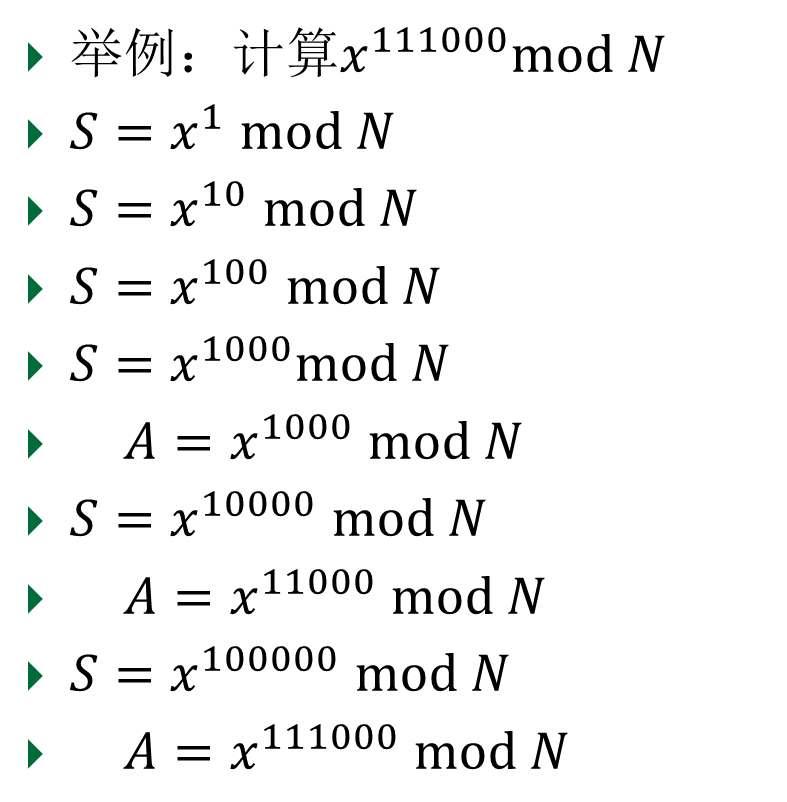 举例：计算x^111000 mod N
S = x^1 mod N
S = x^10 mod N
S = x^100 mod N
S = x^1000 mod N
A = x^1000 mod N
S = x^10000 mod N
A = x^11000 mod N
S = x^100000 mod N
A = x^111000 mod N